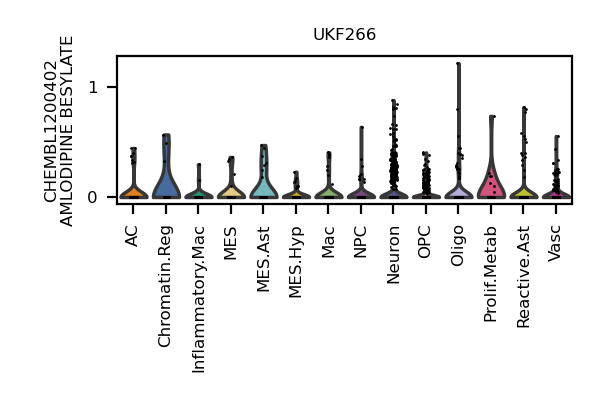 UKF266
CHEMBL1200402
AMLODIPINE BESYLATE
1
0
AC
Chromatin.Reg
Inflammatory.Mac
MES
MES.Ast
MES.Hyp
Mac
NPC
Neuron
OPC
Oligo
Prolif.Metab
Reactive.Ast
Vasc